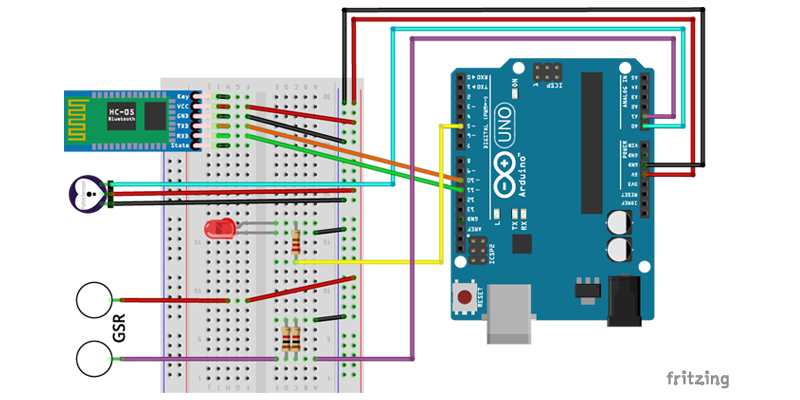 HC-05
Bluetooth
Key
VCC
GND
TXD
RXD
State
GSR
ON
ICSP
ANALOG IN
DIGITAL (PWM~)
UNO
Arduino
POWER
VIN
GND
GND
5V
3V3
RESET
IOREF
A5
A4
A3
A2
A1
A0
L
TX
RX
AREF
GND
ICSP2
RESET
fritzing